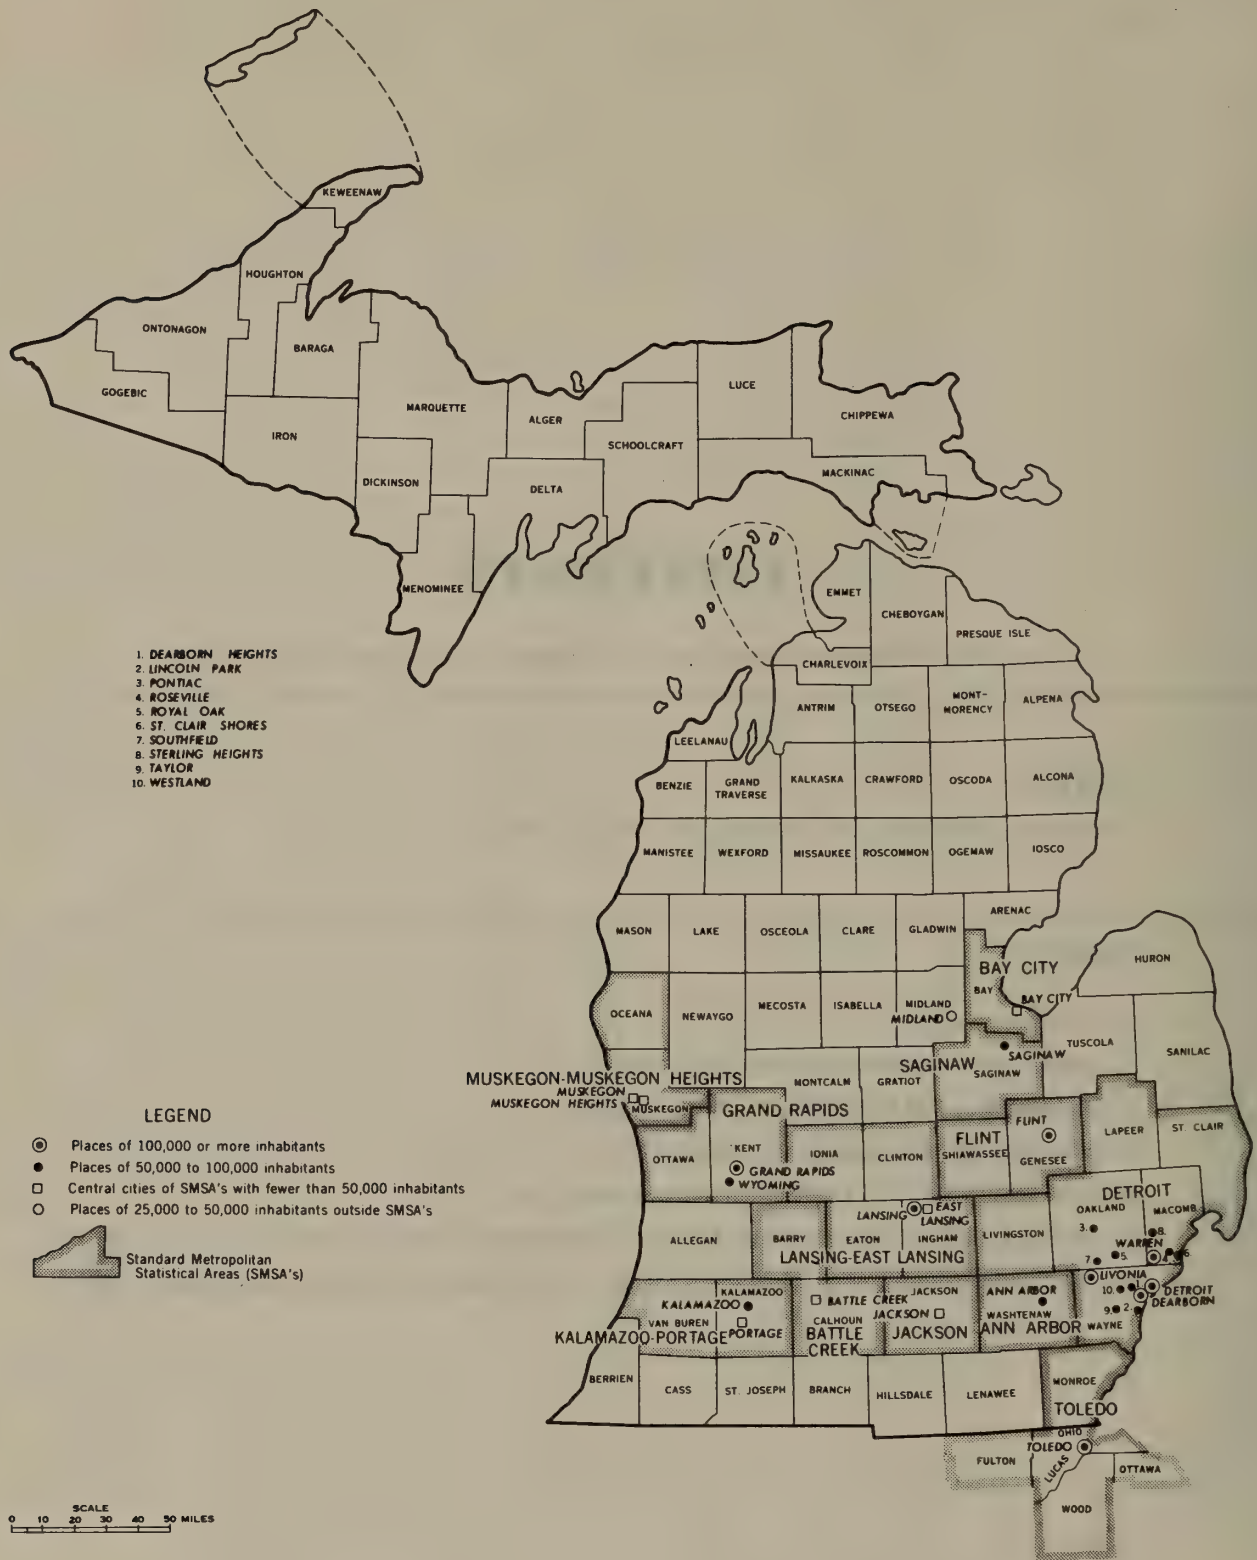 KEWEENAW
HOUGHTON
ONTONAGON
BARAGA
GOGEBIC
MARQUETTE
ALGER
LUCE
CHIPPEWA
IRON
SCHOOLCRAFT
DICKINSON
DELTA
MACKINAC
MENOMINEE
EMMET
CHEBOYGAN
PRESQUE ISLE
CHARLEVOIX
1. DEARBORN HEIGHTS
2. LINCOLN PARK
3. PONTIAC
4. ROSEVILLE
5. ROYAL OAK
6. ST. CLAIR SHORES
7. SOUTHFIELD
8. STERLING HEIGHTS
9. TAYLOR
10. WESTLAND
ANTRIM
OTSEGO
MONT-
MORENCY
ALPENA
LEELANAU
BENZIE
GRAND
TRAVERSE
KALKASKA
CRAWFORD
OSCODA
ALCONA
MANISTEE
WEXFORD
MISSAUKEE
ROSCOMMON
OGEMAW
IOSCO
ARENAC
MASON
LAKE
OSCEOLA
CLARE
GLADWIN
BAY CITY
HURON
BAY
BAY CITY
OCEANA
NEWAYGO
MECOSTA
ISABELLA
MIDLAND
MIDLAND
SAGINAW
SAGINAW
SAGINAW
TUSCOLA
SANILAC
MUSKEGON-MUSKEGON HEIGHTS
MUSKEGON
MUSKEGON HEIGHTS
MUSKEGON
MONTCALM
GRATIOT
GRAND RAPIDS
FLINT
FLINT
LAPEER
ST. CLAIR
OTTAWA
KENT
GRAND RAPIDS
WYOMING
IONIA
CLINTON
SHIAWASSEE
GENESEE
LEGEND
Places of 100,000 or more inhabitants
Places of 50,000 to 100,000 inhabitants
Central cities of SMSA's with fewer than 50,000 inhabitants
Places of 25,000 to 50,000 inhabitants outside SMSA's
Standard Metropolitan
Statistical Areas (SMSA's)
DETROIT
OAKLAND
MACOMB
3.
8.
WARREN
4.
6.
7.
5.
ALLEGAN
BARRY
EATON
LANSING
EAST
LANSING
INGHAM
LANSING-EAST LANSING
LIVINGSTON
LIVONIA
10.
1.
DETROIT
DEARBORN
9.
2.
WAYNE
KALAMAZOO
KALAMAZOO
VAN BUREN
PORTAGE
KALAMAZOO-PORTAGE
BATTLE CREEK
CALHOUN
BATTLE
CREEK
JACKSON
JACKSON
JACKSON
ANN ARBOR
WASHTENAW
ANN ARBOR
BERRIEN
CASS
ST. JOSEPH
BRANCH
HILLSDALE
LENAWEE
MONROE
TOLEDO
OHIO
TOLEDO
FULTON
LUCAS
OTTAWA
WOOD
SCALE
0 10 20 30 40 50 MILES